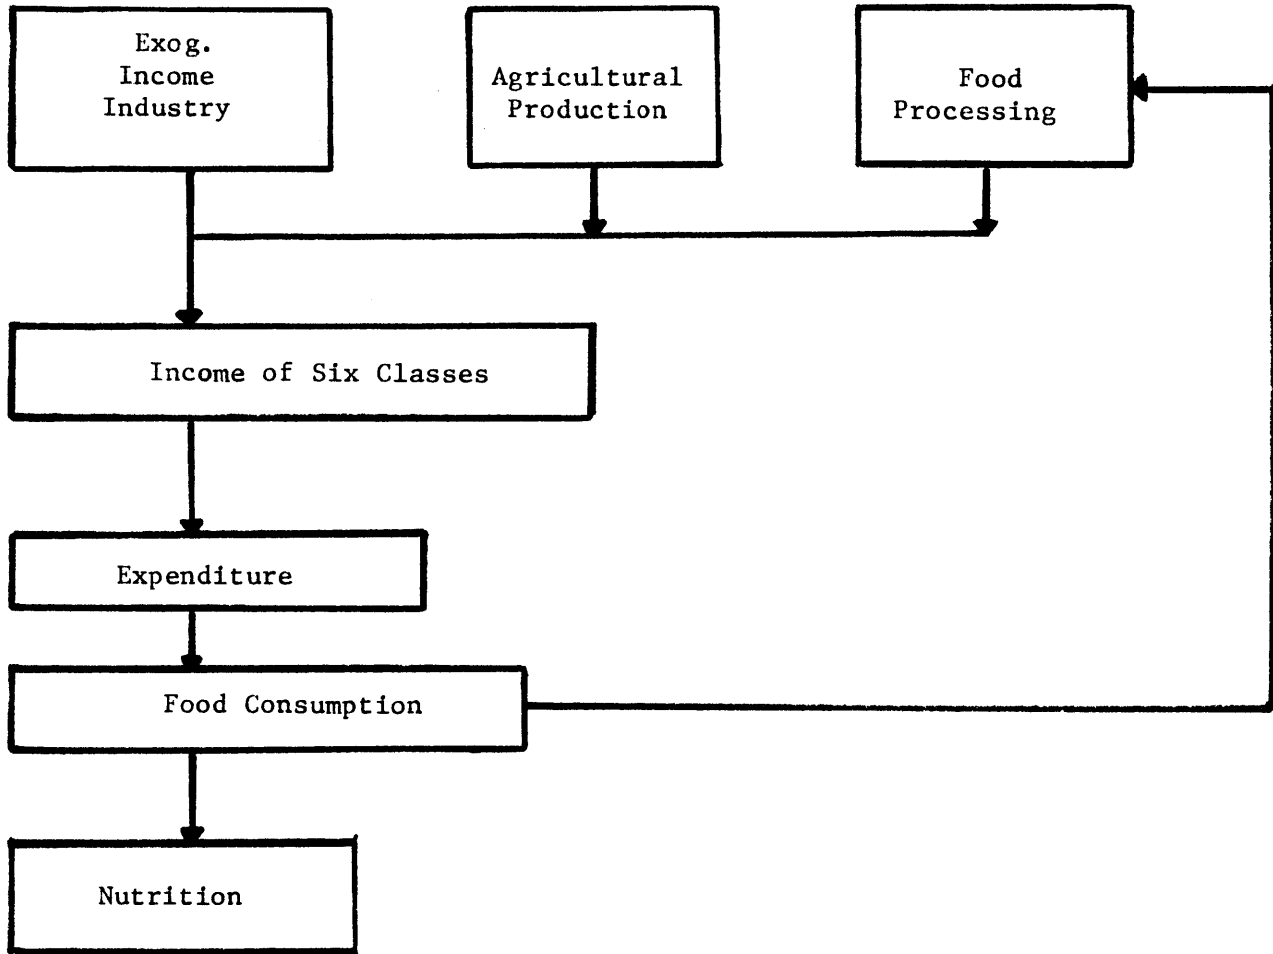 Exog.
Income
Industry
Agricultural
Production
Food
Processing
Income of Six Classes
Expenditure
Food Consumption
Nutrition